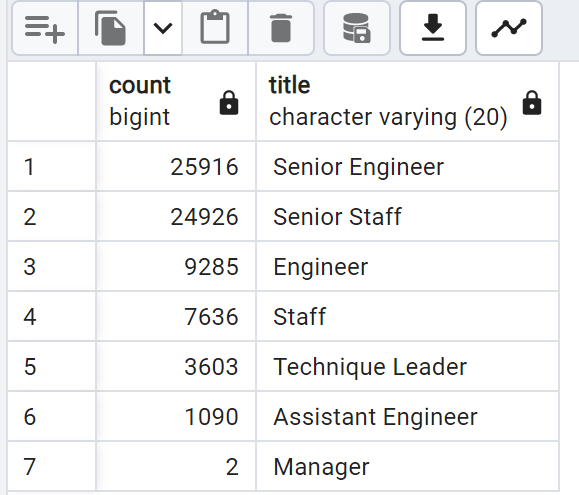 count title
bigint character varying (20)
1 25916 Senior Engineer
2 24926 Senior Staff
3 9285 Engineer
4 7636 Staff
5 3603 Technique Leader
6 1090 Assistant Engineer
7 2 Manager